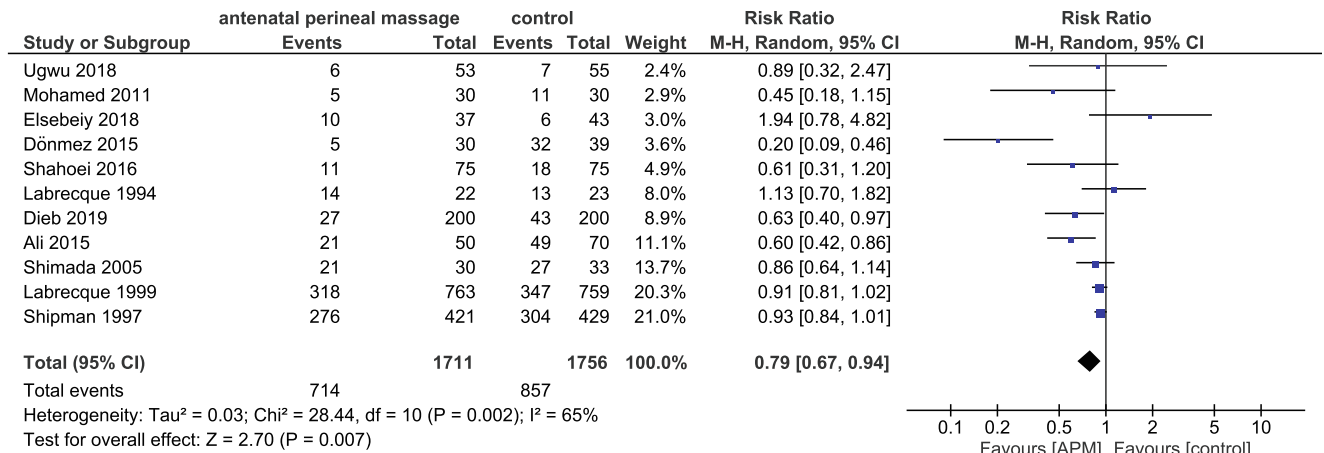 antenatal perineal massage control Risk Ratio Risk Ratio
Study or Subgroup Events Total Events Total Weight M-H, Random, 95% CI M-H, Random, 95% CI
Ugwu 2018 6 53 7 55 2.4% 0.89 [0.32, 2.47]
Mohamed 2011 5 30 11 30 2.9% 0.45 [0.18, 1.15]
Elsebeiy 2018 10 37 6 43 3.0% 1.94 [0.78, 4.82]
Dönmez 2015 5 30 32 39 3.6% 0.20 [0.09, 0.46]
Shahoei 2016 11 75 18 75 4.9% 0.61 [0.31, 1.20]
Labrecque 1994 14 22 13 23 8.0% 1.13 [0.70, 1.82]
Dieb 2019 27 200 43 200 8.9% 0.63 [0.40, 0.97]
Ali 2015 21 50 49 70 11.1% 0.60 [0.42, 0.86]
Shimada 2005 21 30 27 33 13.7% 0.86 [0.64, 1.14]
Labrecque 1999 318 763 347 759 20.3% 0.91 [0.81, 1.02]
Shipman 1997 276 421 304 429 21.0% 0.93 [0.84, 1.01]
Total (95% CI) 1711 1756 100.0% 0.79 [0.67, 0.94]
Total events 714 857
Heterogeneity: Tau² = 0.03; Chi² = 28.44, df = 10 (P = 0.002); I² = 65%
Test for overall effect: Z = 2.70 (P = 0.007)
0.1 0.2 0.5 1 2 5 10
Favours [APM] Favours [control]